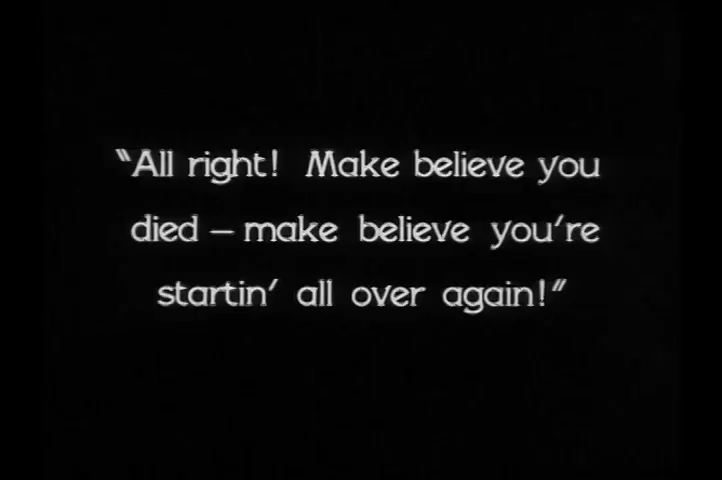 "All right! Make believe you
died – make believe you're
startin' all over again!"